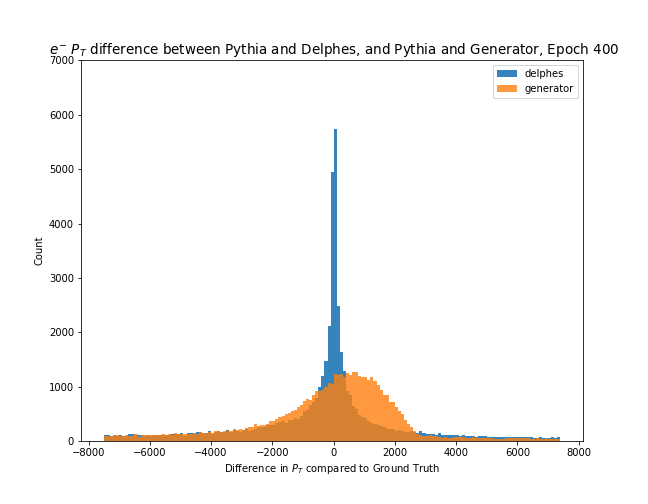 e⁻ P_T difference between Pythia and Delphes, and Pythia and Generator, Epoch 400
7000
6000
5000
4000
3000
2000
1000
0
Count
delphes
generator
−8000 −6000 −4000 −2000 0 2000 4000 6000 8000
Difference in P_T compared to Ground Truth